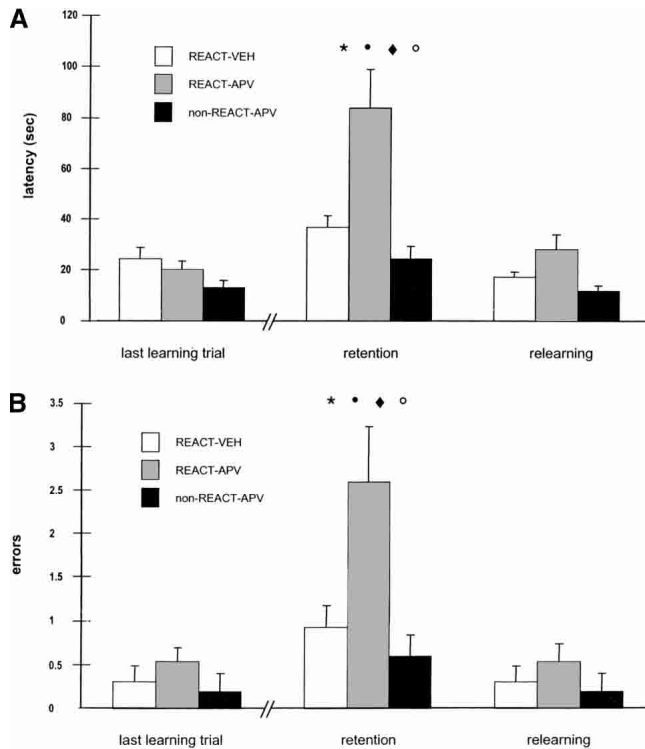 A
120
100
80
60
40
20
0
latency (sec)
REACT-VEH
REACT-APV
non-REACT-APV
* • ♦ ○
last learning trial
retention
relearning
B
3.5
3
2.5
2
1.5
1
0.5
0
errors
REACT-VEH
REACT-APV
non-REACT-APV
* • ♦ ○
last learning trial
retention
relearning